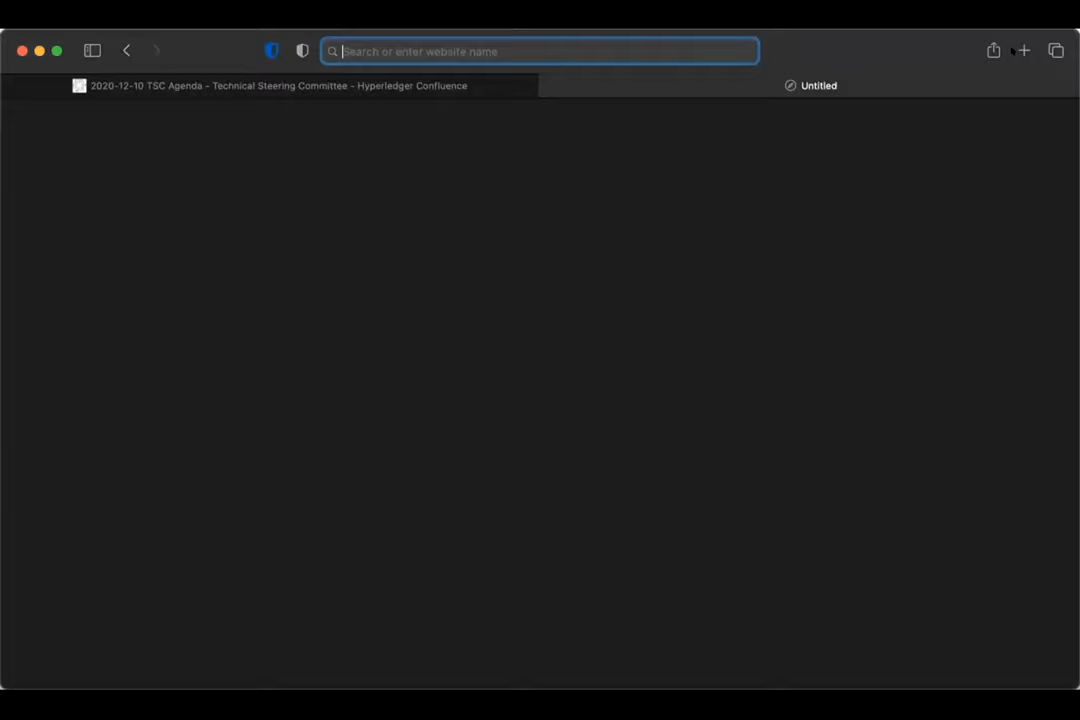 Search or enter website name
2020-12-10 TSC Agenda - Technical Steering Committee - Hyperledger Confluence
Untitled